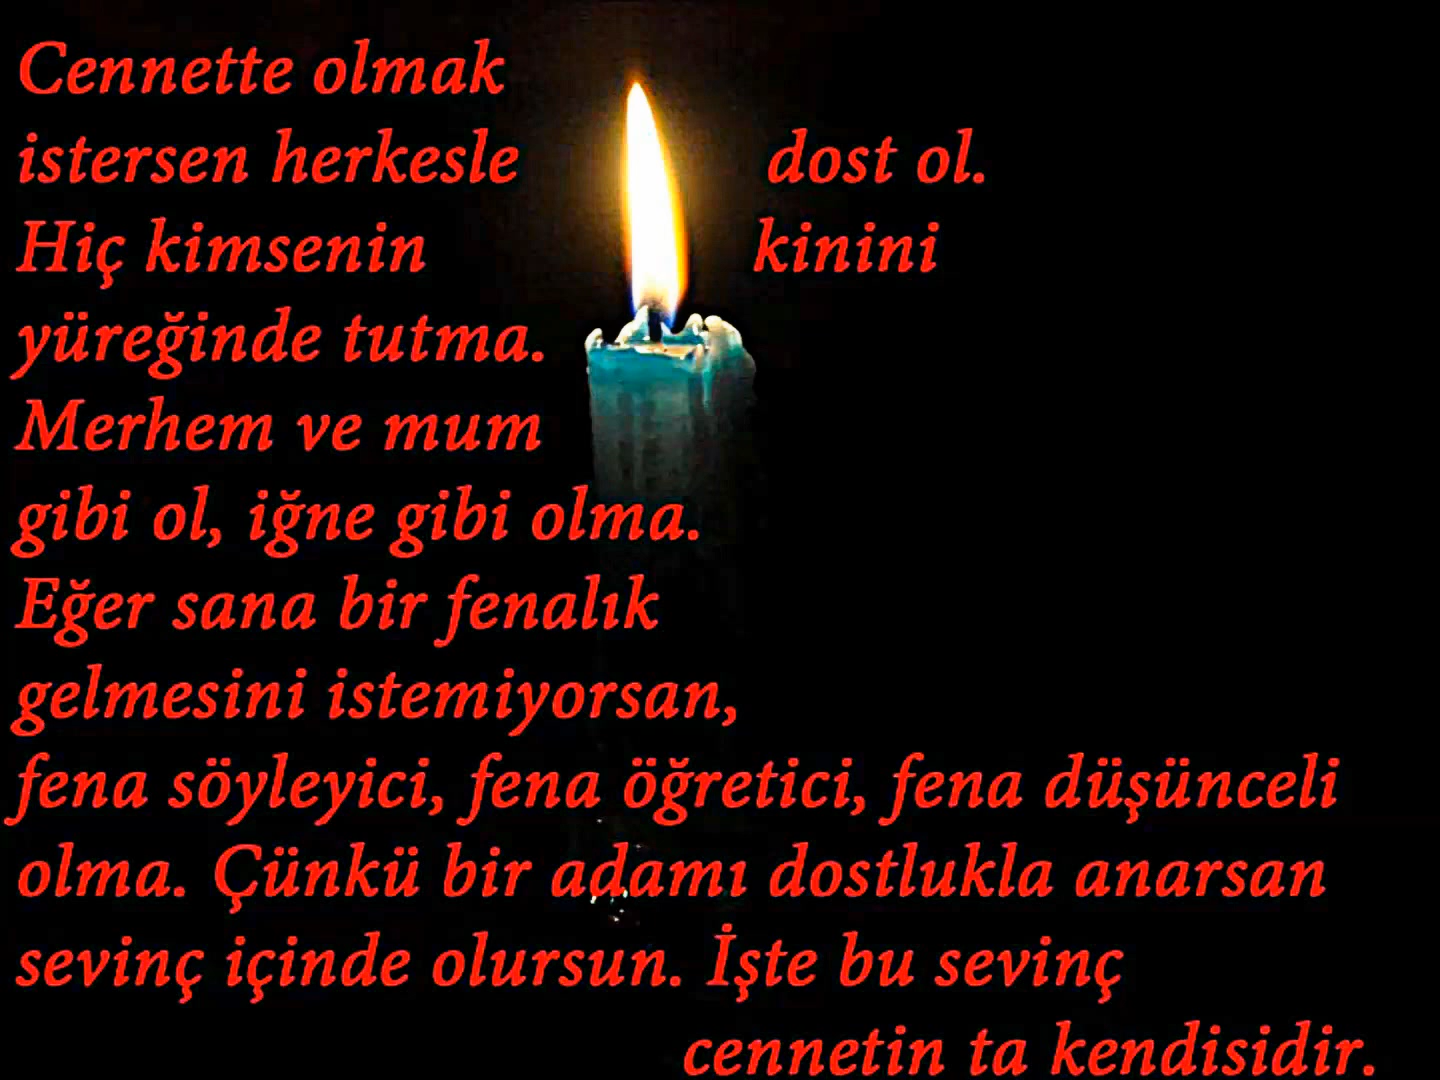 Cennette olmak
istersen herkesle dost ol.
Hiç kimsenin kinini
yüreğinde tutma.
Merhem ve mum
gibi ol, iğne gibi olma.
Eğer sana bir fenalık
gelmesini istemiyorsan,
fena söyleyici, fena öğretici, fena düşünceli
olma. Çünkü bir adamı dostlukla anarsan
sevinç içinde olursun. İşte bu sevinç
cennetin ta kendisidir.